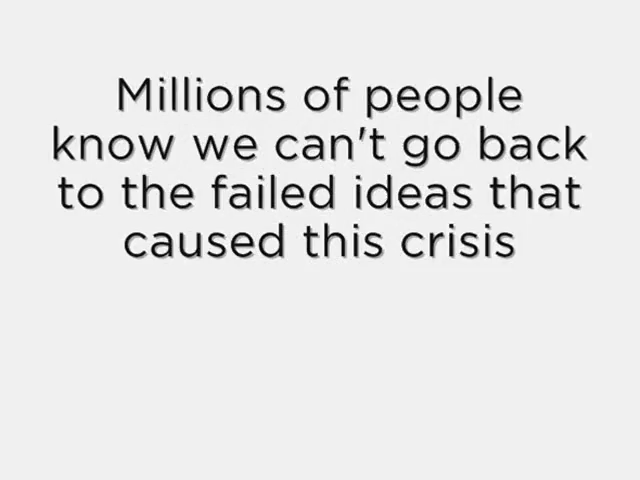 Millions of people
know we can't go back
to the failed ideas that
caused this crisis